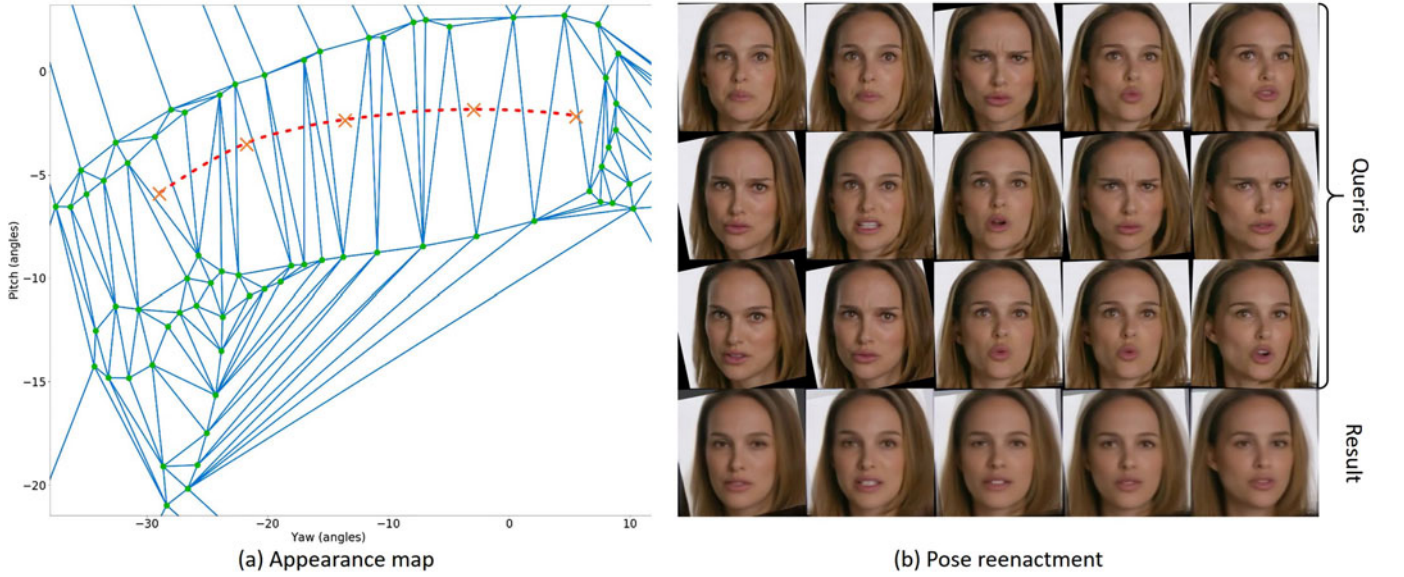 0
−5
−10
−15
−20
Pitch (angles)
−30
−20
−10
0
10
Yaw (angles)
(a) Appearance map
Queries
Result
(b) Pose reenactment